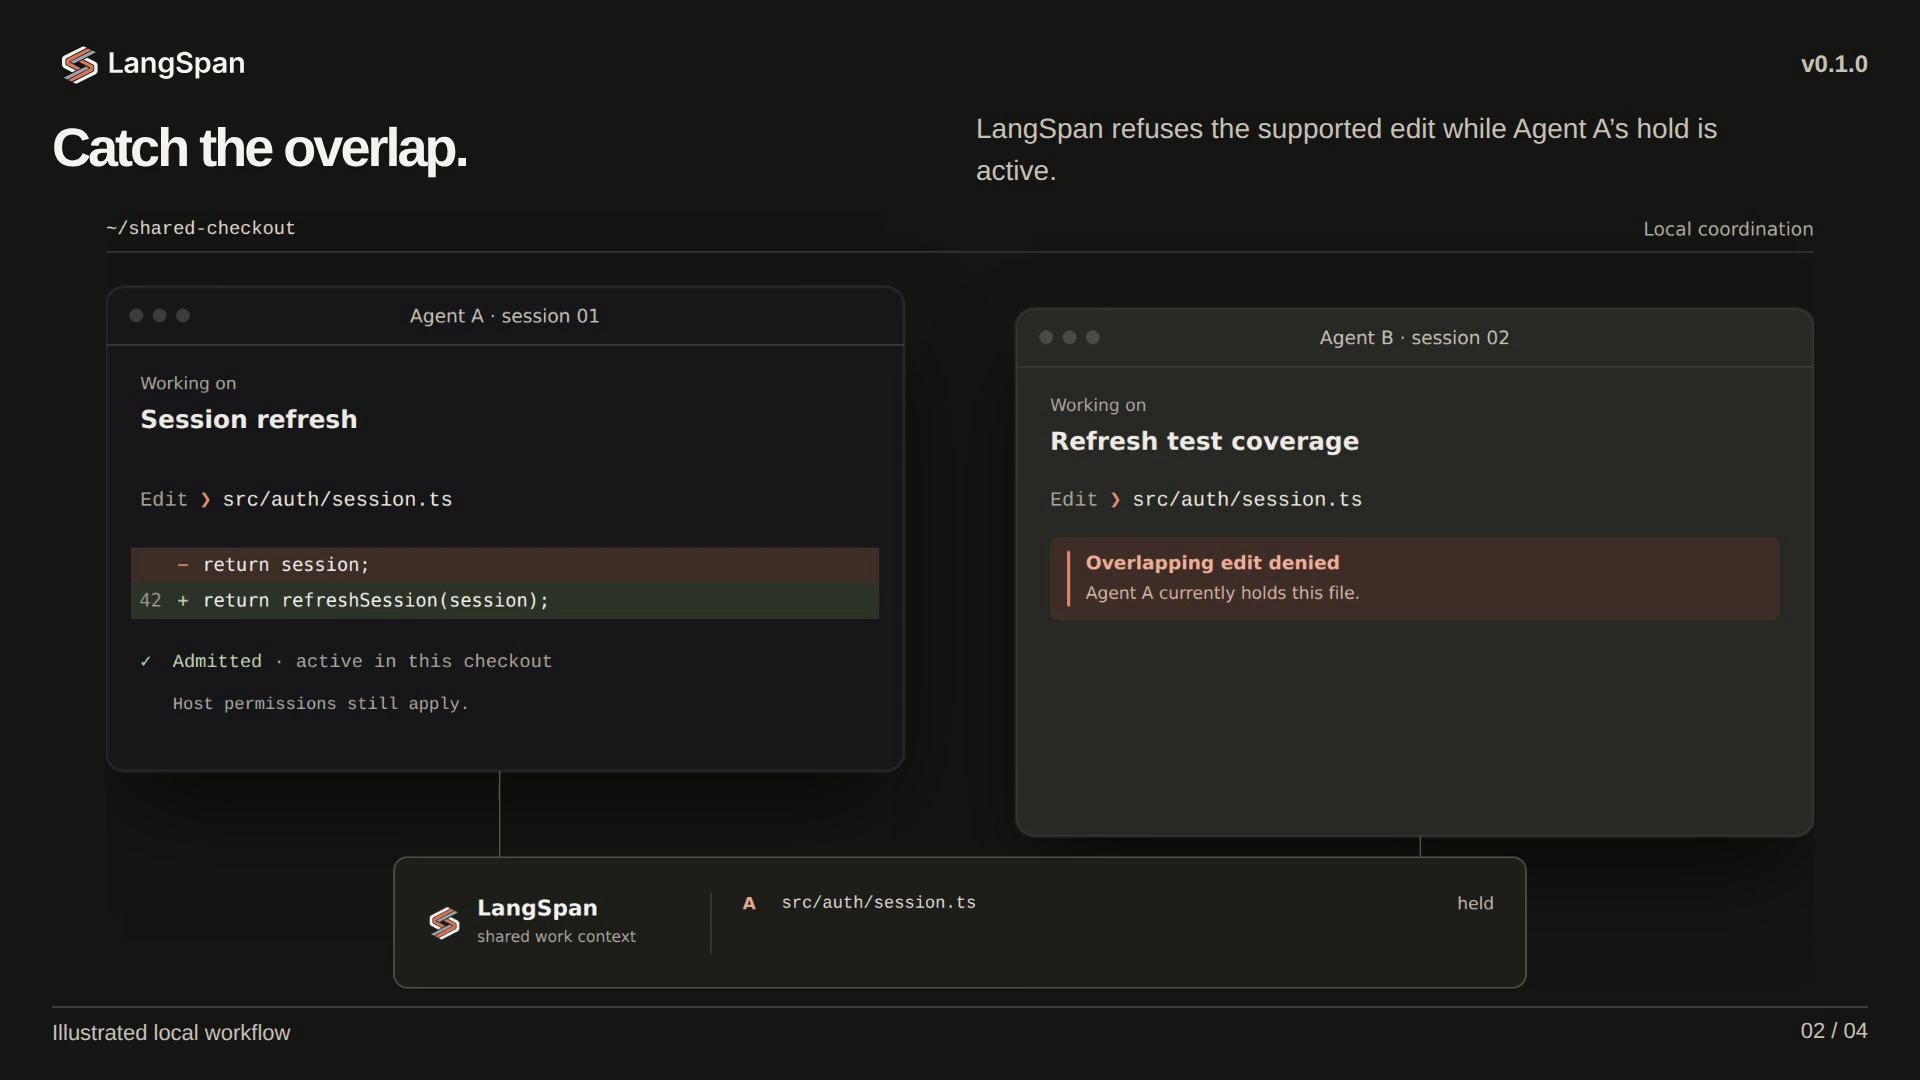 LangSpan
v0.1.0
Catch the overlap.
LangSpan refuses the supported edit while Agent A’s hold is
active.
~/shared-checkout
Local coordination
Agent A · session 01
Working on
Session refresh
Edit ❯ src/auth/session.ts
− return session;
42 + return refreshSession(session);
✓ Admitted · active in this checkout
Host permissions still apply.
Agent B · session 02
Working on
Refresh test coverage
Edit ❯ src/auth/session.ts
Overlapping edit denied
Agent A currently holds this file.
LangSpan
shared work context
A src/auth/session.ts held
Illustrated local workflow
02 / 04